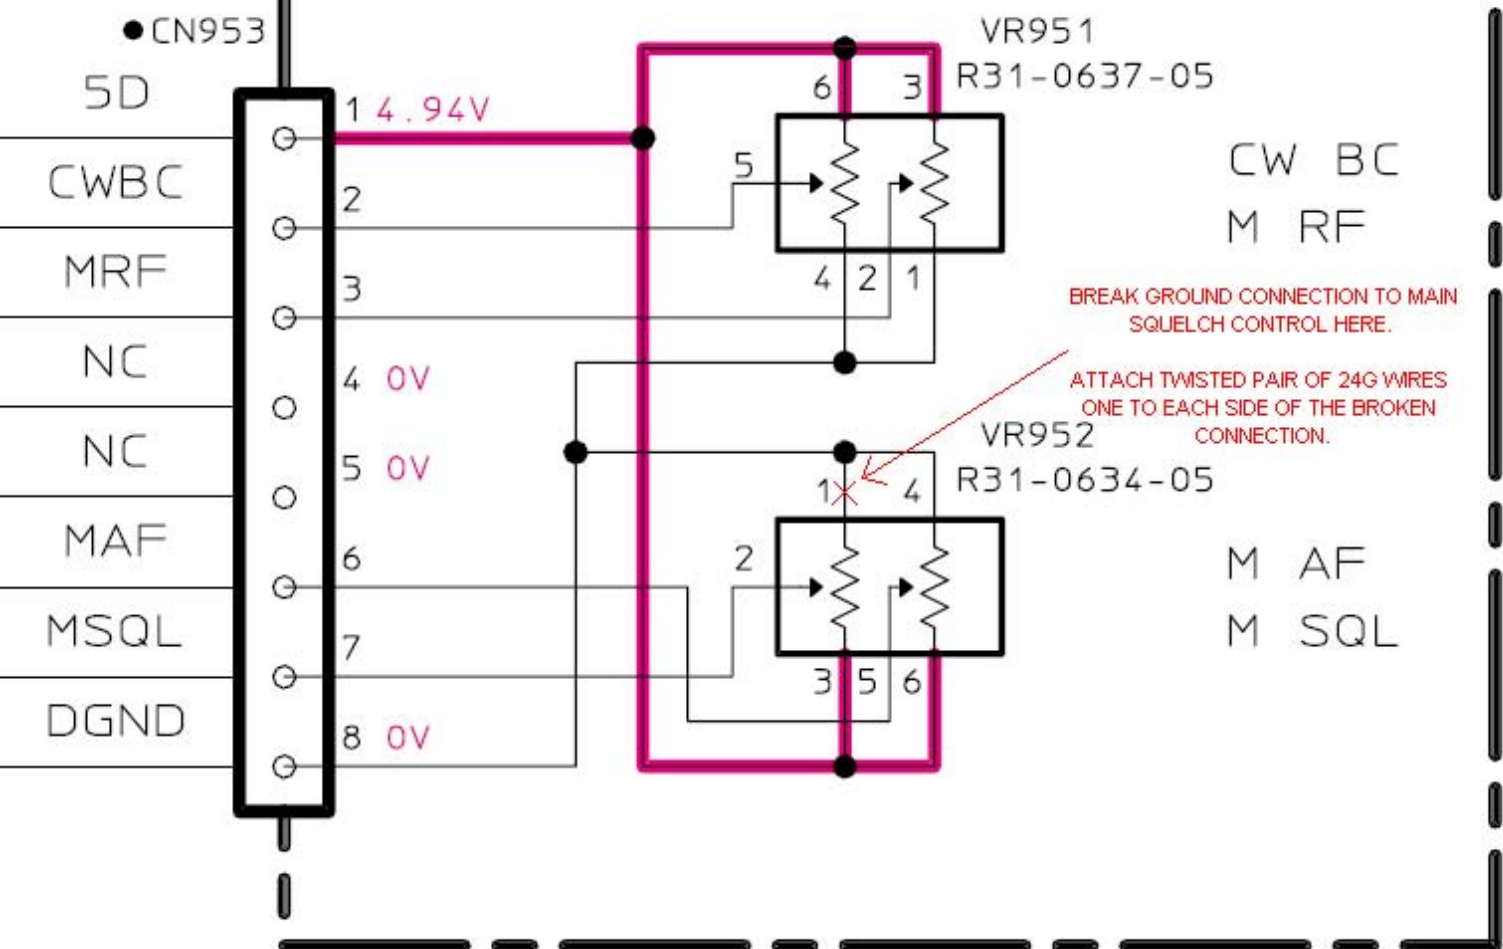 CN953
5D
CWBC
MRF
NC
NC
MAF
MSQL
DGND
1 4.94V
2
3
4 0V
5 0V
6
7
8 0V
VR951
R31-0637-05
6 3
5
4 2 1
CW BC
M RF
BREAK GROUND CONNECTION TO MAIN
SQUELCH CONTROL HERE.
ATTACH TWISTED PAIR OF 24G WIRES
ONE TO EACH SIDE OF THE BROKEN
CONNECTION.
VR952
R31-0634-05
1 4
2
3 5 6
M AF
M SQL